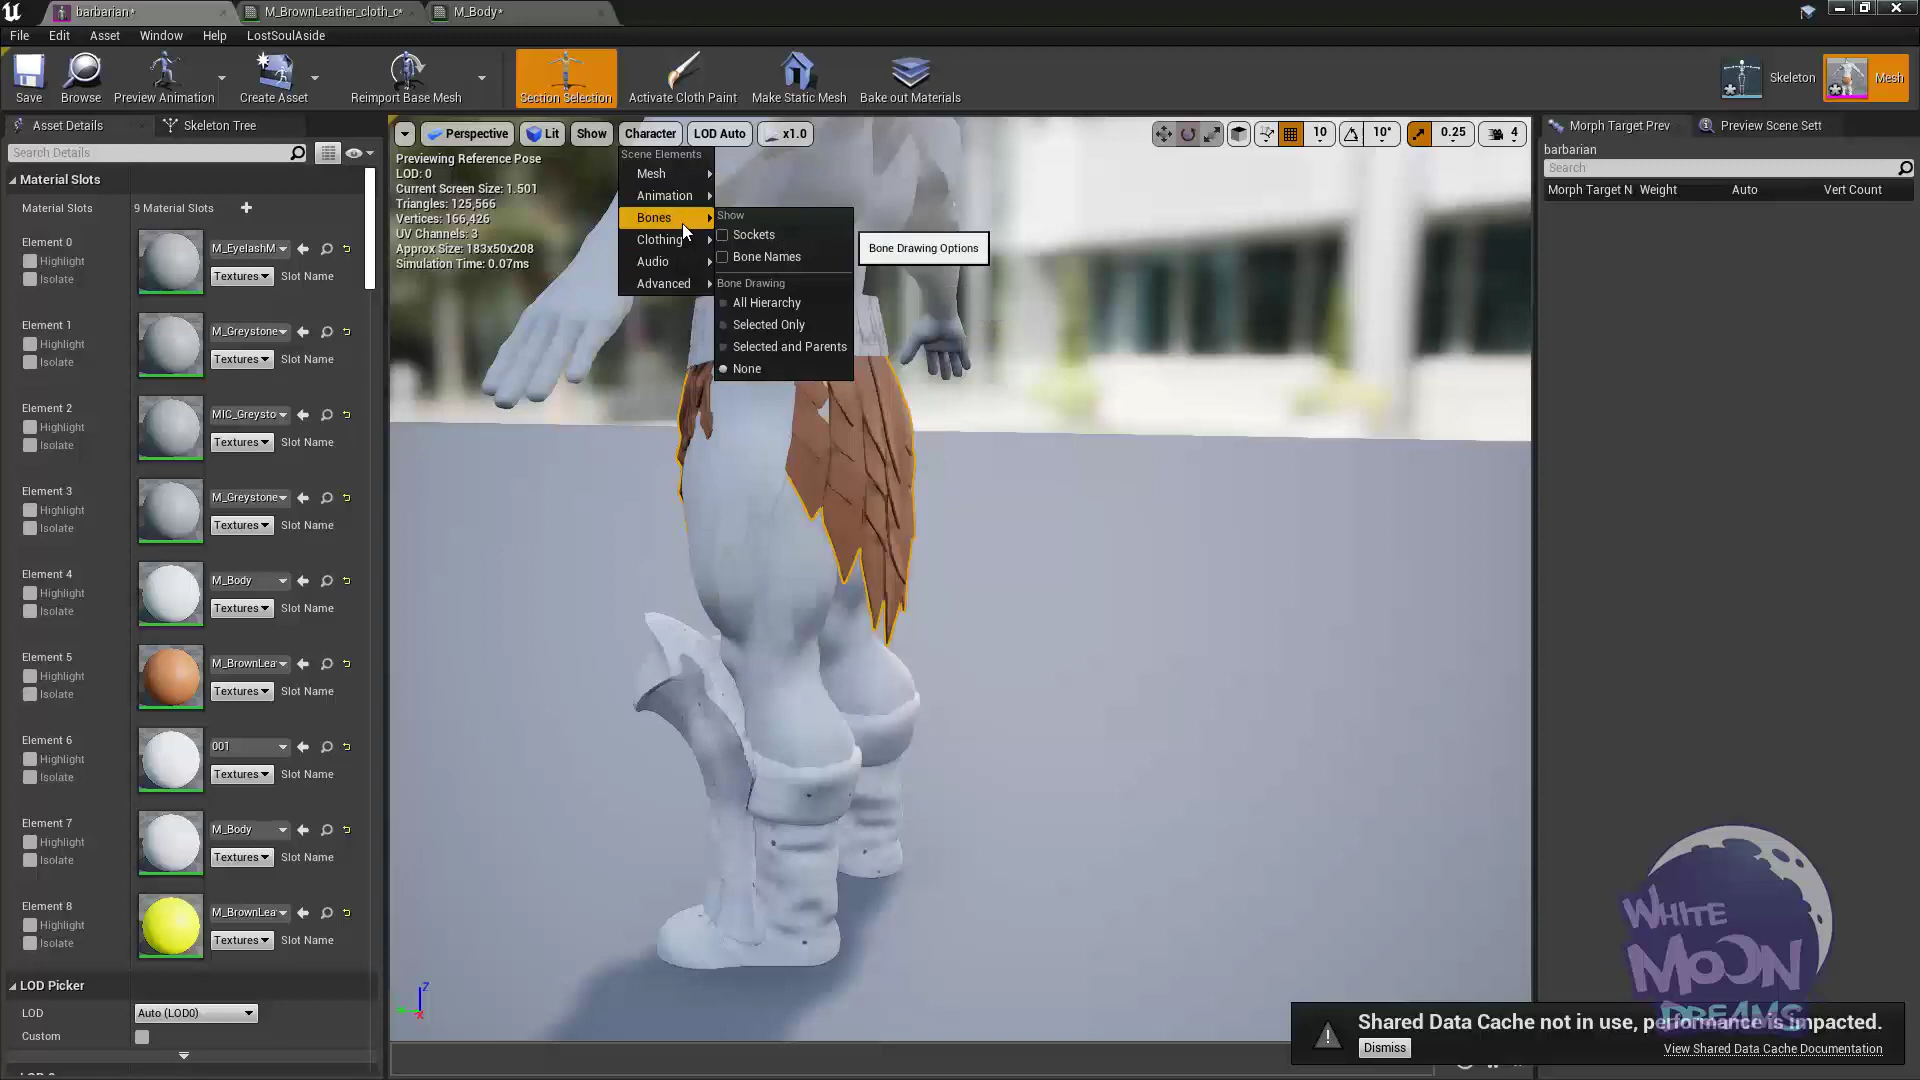 barbarian*
M_BrownLeather_cloth_c*
M_Body*
File Edit Asset Window Help LostSoulAside
Save Browse Preview Animation Create Asset Reimport Base Mesh Section Selection Activate Cloth Paint Make Static Mesh Bake out Materials Skeleton Mesh
Asset Details Skeleton Tree
Search Details
Material Slots
Material Slots 9 Material Slots
Element 0
Highlight
Isolate
M_EyelashM
Textures Slot Name
Element 1
Highlight
Isolate
M_Greystone
Textures Slot Name
Element 2
Highlight
Isolate
MIC_Greysto
Textures Slot Name
Element 3
Highlight
Isolate
M_Greystone
Textures Slot Name
Element 4
Highlight
Isolate
M_Body
Textures Slot Name
Element 5
Highlight
Isolate
M_BrownLea
Textures Slot Name
Element 6
Highlight
Isolate
001
Textures Slot Name
Element 7
Highlight
Isolate
M_Body
Textures Slot Name
Element 8
Highlight
Isolate
M_BrownLea
Textures Slot Name
LOD Picker
LOD Auto (LOD0)
Custom
Perspective Lit Show Character LOD Auto x1.0 10 10° 0.25 4
Previewing Reference Pose
LOD: 0
Current Screen Size: 1.501
Triangles: 125,566
Vertices: 166,426
UV Channels: 3
Approx Size: 183x50x208
Simulation Time: 0.07ms
Scene Elements
Mesh
Animation
Bones
Clothing
Audio
Advanced
Show
Sockets
Bone Names
Bone Drawing
All Hierarchy
Selected Only
Selected and Parents
None
Bone Drawing Options
Z
X
Morph Target Prev Preview Scene Sett
barbarian
Search
Morph Target N Weight Auto Vert Count
WHITE
MOON
DREAMS
Shared Data Cache not in use, performance is impacted.
Dismiss
View Shared Data Cache Documentation